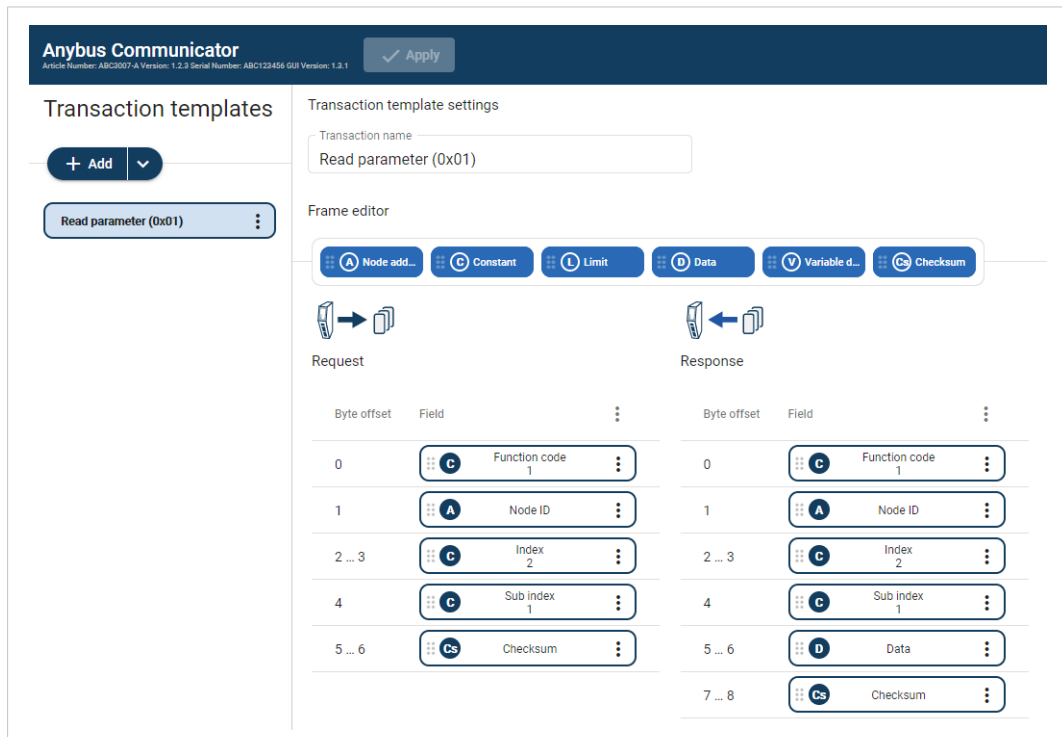 Anybus Communicator
Article Number: ABC3007-A Version: 1.2.3 Serial Number: ABC123456 GUI Version: 1.3.1
Apply
Transaction templates
Add
Read parameter (0x01)
Transaction template settings
Transaction name
Read parameter (0x01)
Frame editor
A Node add... C Constant L Limit D Data V Variable d... Cs Checksum
Request
Byte offset Field
0 C Function code
1
1 A Node ID
2 ... 3 C Index
2
4 C Sub index
1
5 ... 6 Cs Checksum
Response
Byte offset Field
0 C Function code
1
1 A Node ID
2 ... 3 C Index
2
4 C Sub index
1
5 ... 6 D Data
7 ... 8 Cs Checksum